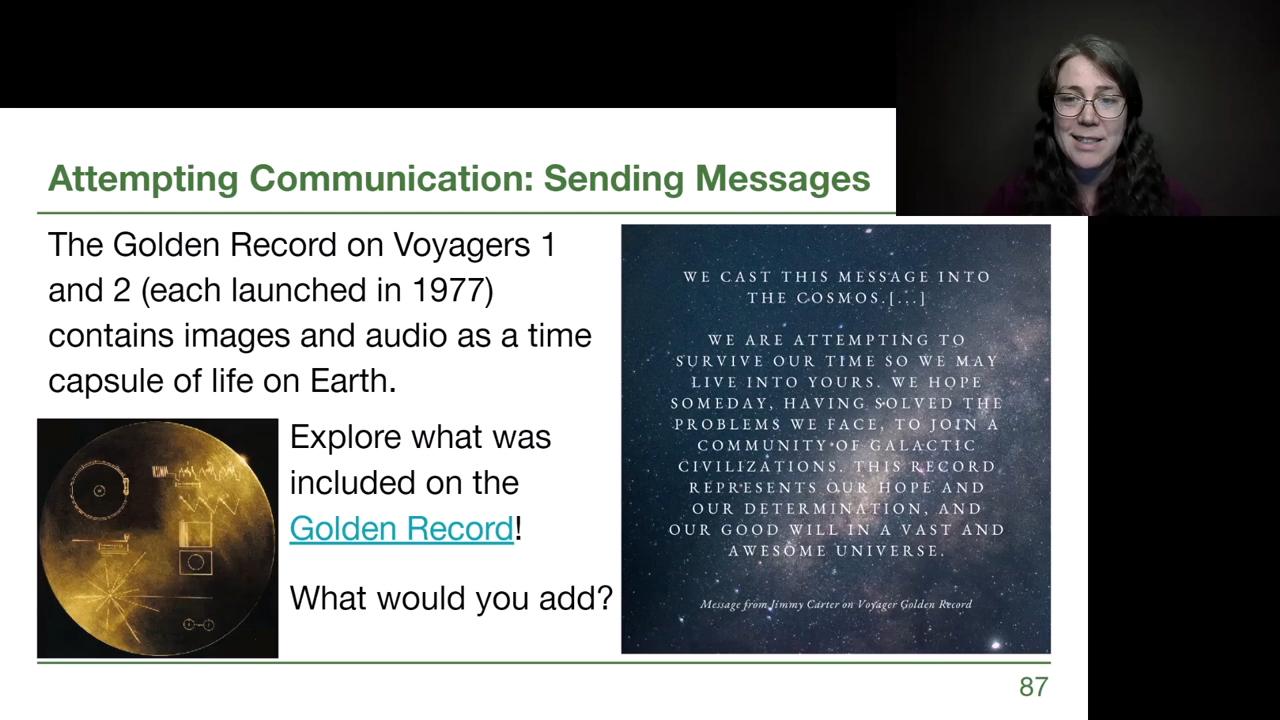 Attempting Communication: Sending Messages
The Golden Record on Voyagers 1
and 2 (each launched in 1977)
contains images and audio as a time
capsule of life on Earth.
Explore what was
included on the
Golden Record!
What would you add?
WE CAST THIS MESSAGE INTO
THE COSMOS.[...]
WE ARE ATTEMPTING TO
SURVIVE OUR TIME SO WE MAY
LIVE INTO YOURS. WE HOPE
SOMEDAY, HAVING SOLVED THE
PROBLEMS WE FACE, TO JOIN A
COMMUNITY OF GALACTIC
CIVILIZATIONS. THIS RECORD
REPRESENTS OUR HOPE AND
OUR DETERMINATION, AND
OUR GOOD WILL IN A VAST AND
AWESOME UNIVERSE.
Message from Jimmy Carter on Voyager Golden Record
87